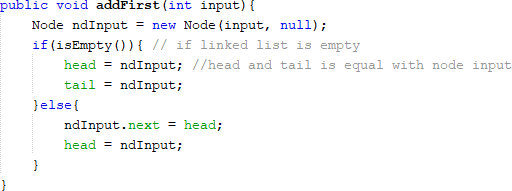 public void addFirst(int input){
    Node ndInput = new Node(input, null);
    if(isEmpty()){ // if linked list is empty
        head = ndInput; //head and tail is equal with node input
        tail = ndInput;
    }else{
        ndInput.next = head;
        head = ndInput;
    }
}